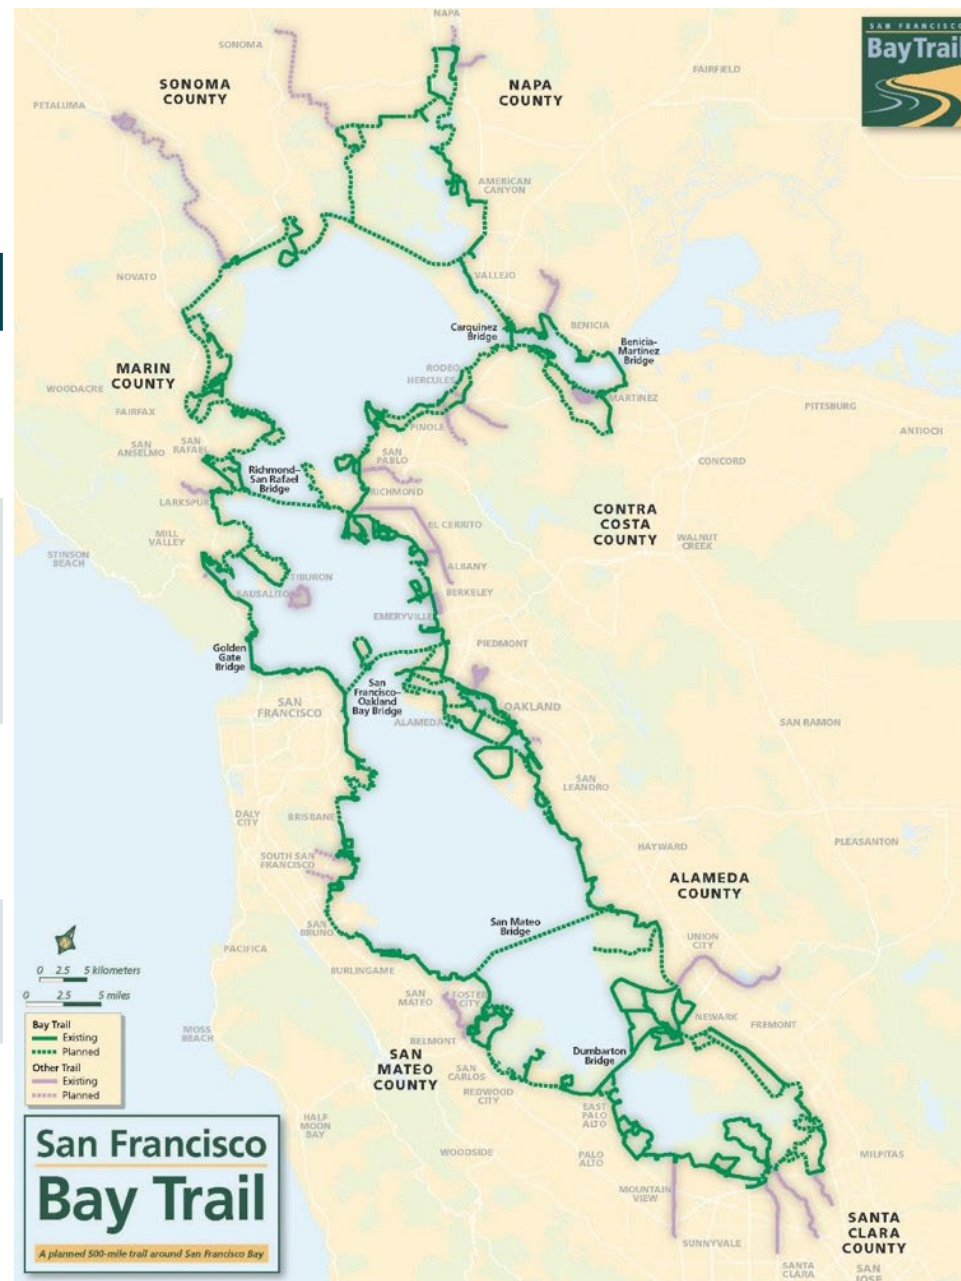 NAPA
SAN FRANCISCO
Bay Trail
SONOMA
SONOMA
COUNTY
NAPA
COUNTY
FAIRFIELD
PETALUMA
AMERICAN
CANYON
NOVATO
VALLEJO
BENICIA
Carquinez
Bridge
Benicia-
Martinez
Bridge
MARIN
COUNTY
RODEO
HERCULES
WOODACRE
MARTINEZ
PITTSBURG
FAIRFAX
PINOLE
ANTIOCH
SAN
ANSELMO
SAN
RAFAEL
SAN
PABLO
CONCORD
Richmond–
San Rafael
Bridge
RICHMOND
LARKSPUR
CONTRA
COSTA
COUNTY
EL CERRITO
MILL
VALLEY
WALNUT
CREEK
STINSON
BEACH
ALBANY
TIBURON
SAUSALITO
BERKELEY
EMERYVILLE
PIEDMONT
Golden
Gate
Bridge
San
Francisco–
Oakland
Bay Bridge
SAN
FRANCISCO
OAKLAND
ALAMEDA
SAN RAMON
SAN
LEANDRO
DALY
CITY
BRISBANE
HAYWARD
PLEASANTON
SOUTH SAN
FRANCISCO
ALAMEDA
COUNTY
San Mateo
Bridge
SAN
BRUNO
UNION
CITY
PACIFICA
BURLINGAME
0 2.5 5 kilometers
0 2.5 5 miles
SAN
MATEO
FOSTER
CITY
NEWARK
FREMONT
Bay Trail
Existing
Planned
Other Trail
Existing
Planned
MOSS
BEACH
BELMONT
Dumbarton
Bridge
SAN
MATEO
COUNTY
SAN
CARLOS
REDWOOD
CITY
EAST
PALO
ALTO
HALF
MOON
BAY
WOODSIDE
PALO
ALTO
MILPITAS
MOUNTAIN
VIEW
San Francisco
Bay Trail
A planned 500-mile trail around San Francisco Bay
SANTA
CLARA
COUNTY
SUNNYVALE
SANTA
CLARA
SAN
JOSE